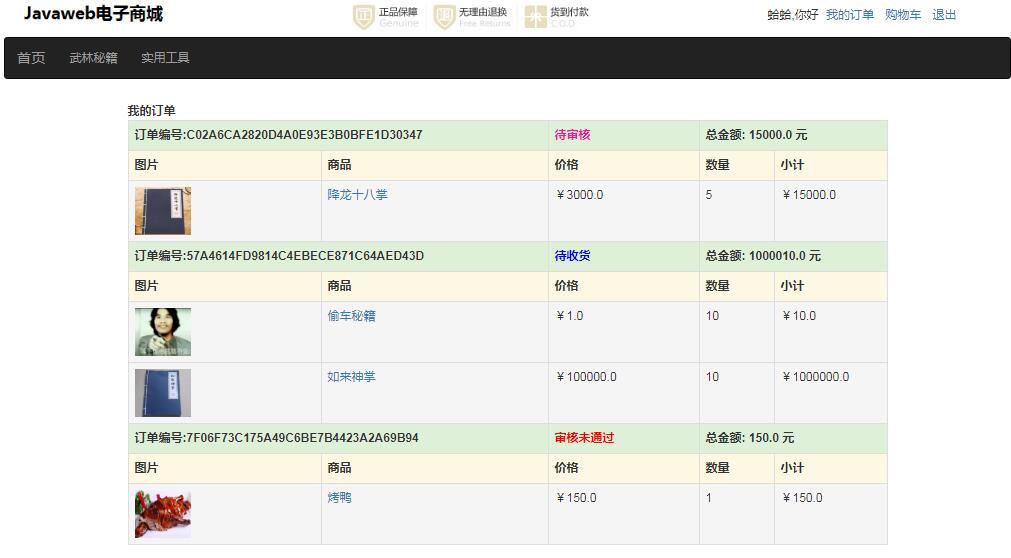 Javaweb电子商城
正品保障 无理由退换 货到付款
Genuine Free Returns C.O.D
蛤蛤,你好 我的订单 购物车 退出
首页 武林秘籍 实用工具
我的订单
订单编号:C02A6CA2820D4A0E93E3B0BFE1D30347 待审核 总金额: 15000.0 元
图片 商品 价格 数量 小计
降龙十八掌 ￥3000.0 5 ￥15000.0
订单编号:57A4614FD9814C4EBECE871C64AED43D 待收货 总金额: 1000010.0 元
图片 商品 价格 数量 小计
偷车秘籍 ￥1.0 10 ￥10.0
如来神掌 ￥100000.0 10 ￥1000000.0
订单编号:7F06F73C175A49C6BE7B4423A2A69B94 审核未通过 总金额: 150.0 元
图片 商品 价格 数量 小计
烤鸭 ￥150.0 1 ￥150.0